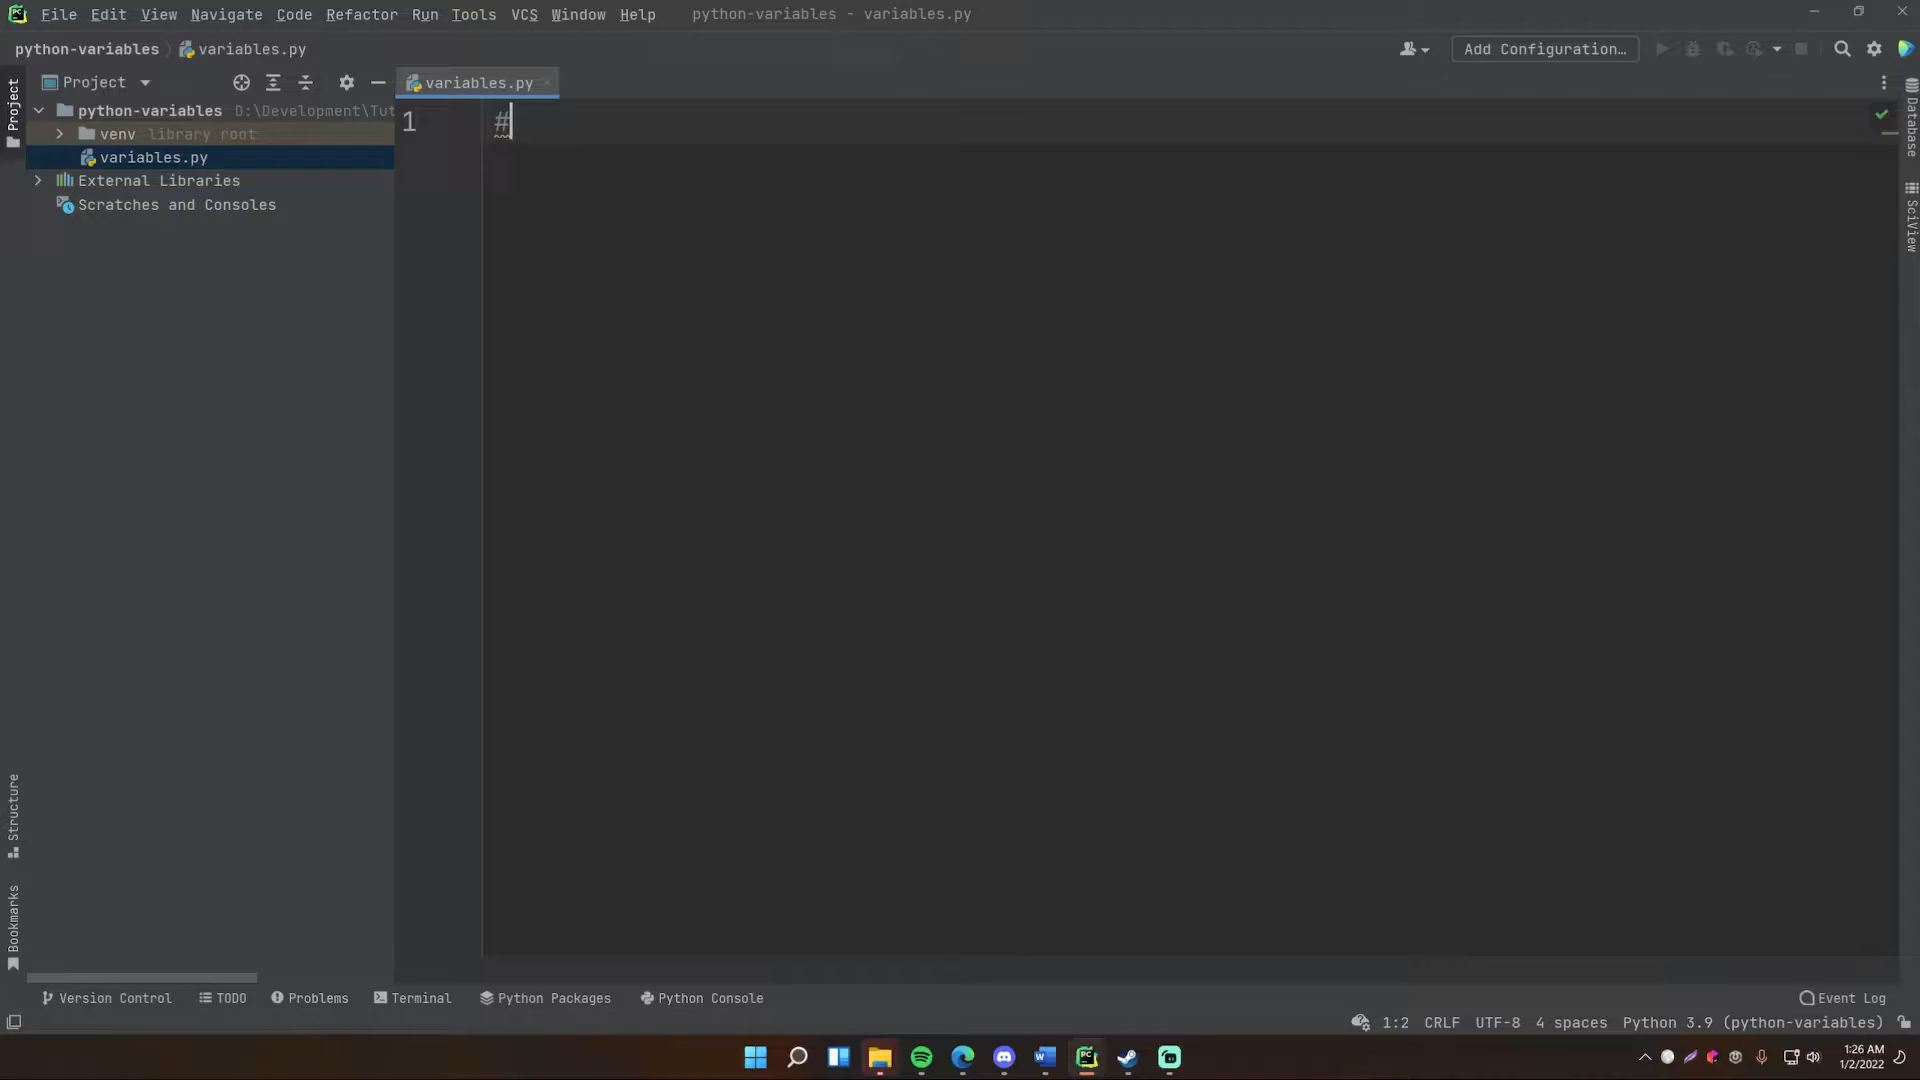 File Edit View Navigate Code Refactor Run Tools VCS Window Help python-variables - variables.py
python-variables variables.py Add Configuration...
Project variables.py
python-variables D:\Development\Tut
1 #
venv library root
variables.py
External Libraries
Scratches and Consoles
Project
Structure
Bookmarks
Database
SciView
Version Control TODO Problems Terminal Python Packages Python Console Event Log
1:2 CRLF UTF-8 4 spaces Python 3.9 (python-variables)
1:26 AM
1/2/2022